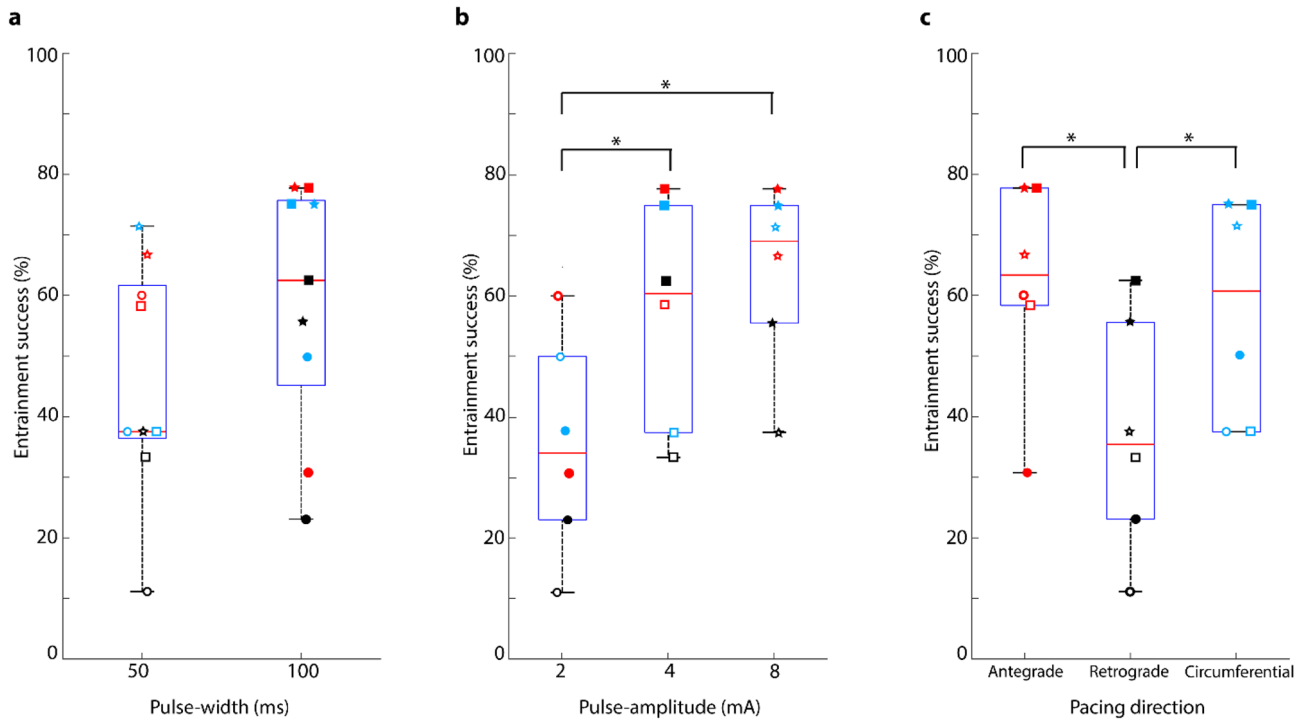 a
Entrainment success (%)
100
80
60
40
20
0
50 100
Pulse-width (ms)
b
Entrainment success (%)
100
80
60
40
20
0
*
*
2 4 8
Pulse-amplitude (mA)
c
Entrainment success (%)
100
80
60
40
20
0
* *
Antegrade Retrograde Circumferential
Pacing direction